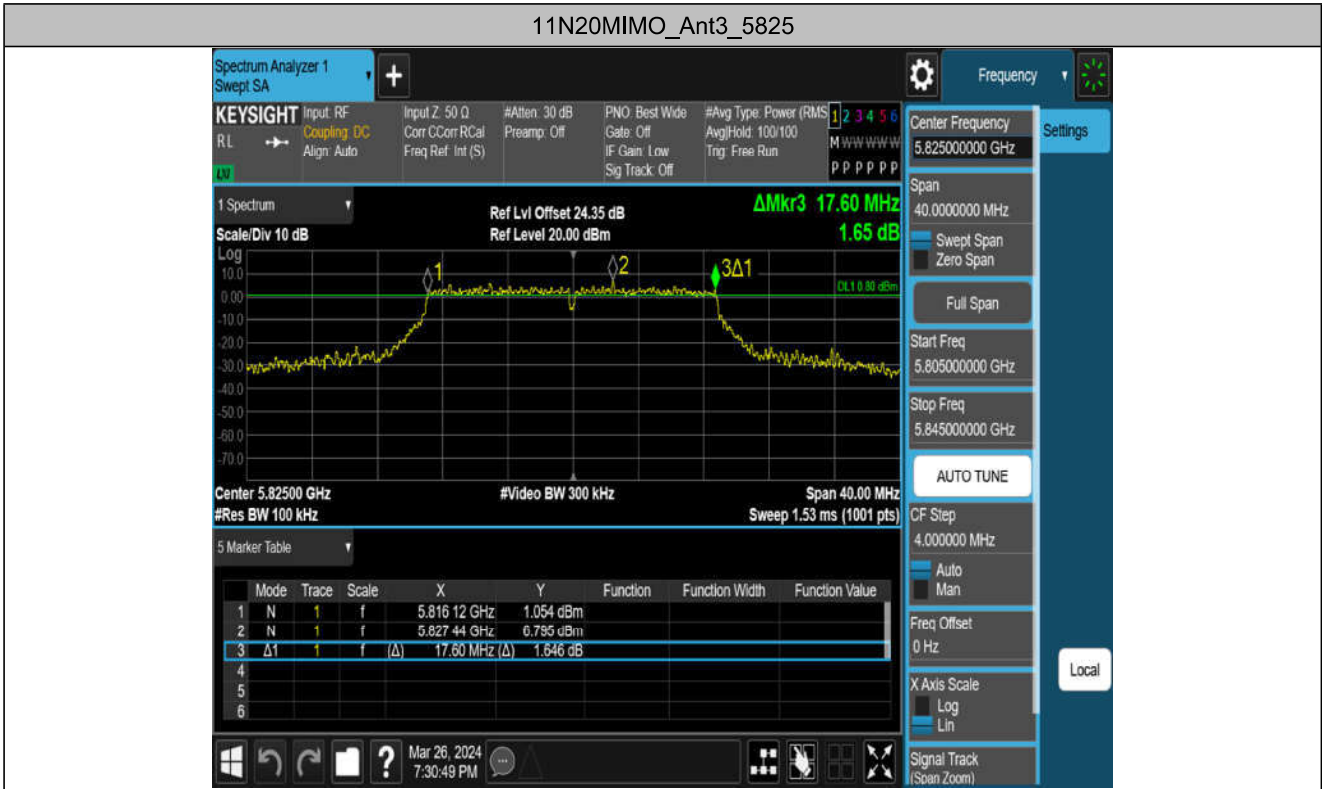 11N20MIMO_Ant3_5825
Spectrum Analyzer 1
Swept SA
+
Frequency
KEYSIGHT
RL
LXI
Input: RF
Coupling: DC
Align: Auto
Input Z: 50 Ω
Corr CCorr RCal
Freq Ref: Int (S)
#Atten: 30 dB
Preamp: Off
PNO: Best Wide
Gate: Off
IF Gain: Low
Sig Track: Off
#Avg Type: Power (RMS
Avg|Hold: 100/100
Trig: Free Run
1 2 3 4 5 6
M W W W W W
P P P P P P
1 Spectrum
Scale/Div 10 dB
Ref Lvl Offset 24.35 dB
Ref Level 20.00 dBm
ΔMkr3 17.60 MHz
1.65 dB
Log
10.0
0.00
-10.0
-20.0
-30.0
-40.0
-50.0
-60.0
-70.0
1
2
3Δ1
DL1 0.80 dBm
Center 5.82500 GHz
#Video BW 300 kHz
Span 40.00 MHz
#Res BW 100 kHz
Sweep 1.53 ms (1001 pts)
5 Marker Table
Mode Trace Scale X Y Function Function Width Function Value
1 N 1 f 5.816 12 GHz 1.054 dBm
2 N 1 f 5.827 44 GHz 6.795 dBm
3 Δ1 1 f (Δ) 17.60 MHz (Δ) 1.646 dB
4
5
6
Mar 26, 2024
7:30:49 PM
Center Frequency
5.825000000 GHz
Settings
Span
40.0000000 MHz
Swept Span
Zero Span
Full Span
Start Freq
5.805000000 GHz
Stop Freq
5.845000000 GHz
AUTO TUNE
CF Step
4.000000 MHz
Auto
Man
Freq Offset
0 Hz
Local
X Axis Scale
Log
Lin
Signal Track
(Span Zoom)